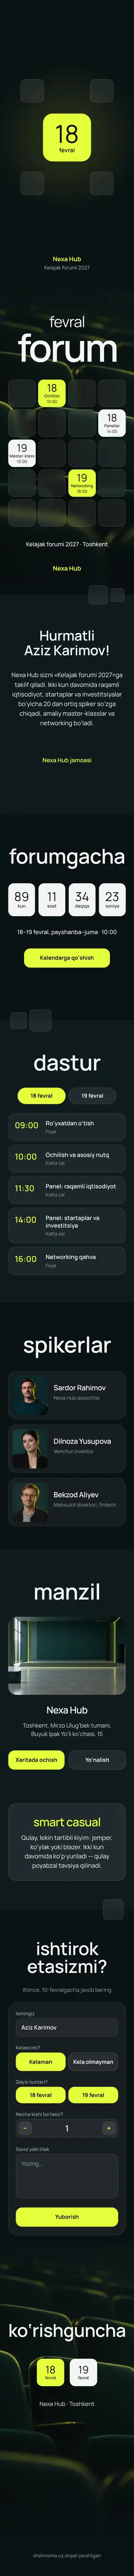 18
fevral
Nexa Hub
Kelajak forumi 2027
fevral
forum
18
Ochilish
10:00
18
Panellar
14:00
19
Master-klass
10:00
19
Networking
18:00
Kelajak forumi 2027 · Toshkent
Nexa Hub
Hurmatli
Aziz Karimov!
Nexa Hub sizni «Kelajak forumi 2027»ga
taklif qiladi. Ikki kun davomida raqamli
iqtisodiyot, startaplar va investitsiyalar
bo‘yicha 20 dan ortiq spiker so‘zga
chiqadi, amaliy master-klasslar va
networking bo‘ladi.
Nexa Hub jamoasi
forumgacha
89 11 34 23
kun soat daqiqa soniya
18–19 fevral, payshanba–juma · 10:00
Kalendarga qo‘shish
dastur
18 fevral 19 fevral
09:00 Ro‘yxatdan o‘tish
Foye
10:00 Ochilish va asosiy nutq
Katta zal
11:30 Panel: raqamli iqtisodiyot
Katta zal
14:00 Panel: startaplar va
investitsiya
Katta zal
16:00 Networking qahva
Foye
spikerlar
Sardor Rahimov
Nexa Hub asoschisi
Dilnoza Yusupova
Venchur investor
Bekzod Aliyev
Mahsulot direktori, fintech
manzil
Nexa Hub
Toshkent, Mirzo Ulug‘bek tumani,
Buyuk Ipak Yo‘li ko‘chasi, 15
Xaritada ochish Yo‘nalish
smart casual
Qulay, lekin tartibli kiyim: jemper,
ko‘ylak yoki blazer. Ikki kun
davomida ko‘p yuriladi — qulay
poyabzal tavsiya qilinadi.
ishtirok
etasizmi?
Iltimos, 10-fevralgacha javob bering
Ismingiz
Aziz Karimov
Kelasizmi?
Kelaman Kela olmayman
Qaysi kunlari?
18 fevral 19 fevral
Necha kishi bo‘lasiz?
− 1 +
Savol yoki tilak
Yozing…
Yuborish
ko‘rishguncha
18 19
fevral fevral
Nexa Hub · Toshkent
shohnoma.uz orqali yaratilgan